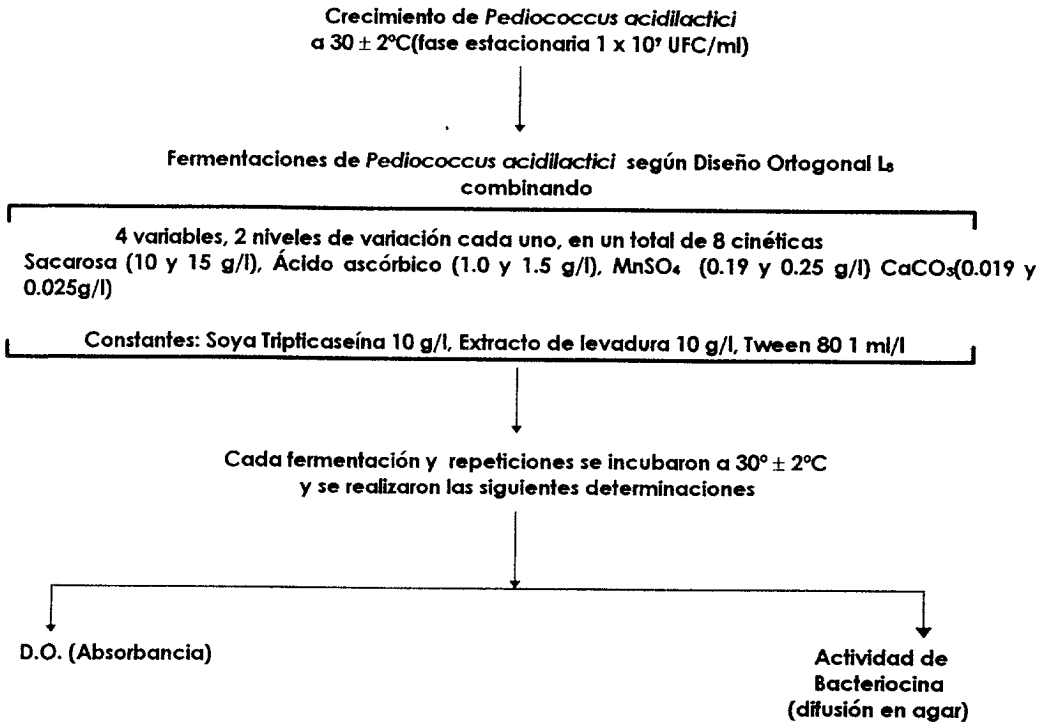 Crecimiento de Pediococcus acidilactici
a 30 ± 2ºC(fase estacionaria 1 x 10⁷ UFC/ml)
Fermentaciones de Pediococcus acidilactici según Diseño Ortogonal L₈
combinando
4 variables, 2 niveles de variación cada uno, en un total de 8 cinéticas
Sacarosa (10 y 15 g/l), Ácido ascórbico (1.0 y 1.5 g/l), MnSO₄ (0.19 y 0.25 g/l) CaCO₃(0.019 y
0.025g/l)
Constantes: Soya Tripticaseína 10 g/l, Extracto de levadura 10 g/l, Tween 80 1 ml/l
Cada fermentación y repeticiones se incubaron a 30º ± 2ºC
y se realizaron las siguientes determinaciones
D.O. (Absorbancia)
Actividad de
Bacteriocina
(difusión en agar)